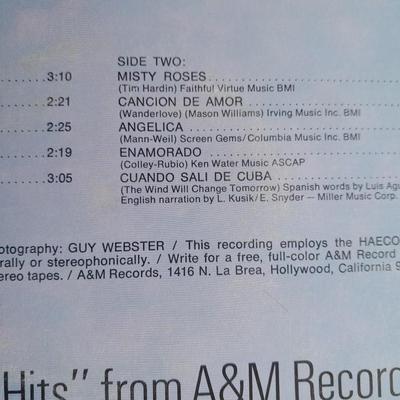 SIDE TWO:
3:10 MISTY ROSES
(Tim Hardin) Faithful Virtue Music BMI
2:21 CANCION DE AMOR
(Wanderlove) (Mason Williams) Irving Music Inc. BMI
2:25 ANGELICA
(Mann-Weil) Screen Gems/Columbia Music Inc. BMI
2:19 ENAMORADO
(Colley-Rubio) Ken Water Music ASCAP
3:05 CUANDO SALI DE CUBA
(The Wind Will Change Tomorrow) Spanish words by Luis
English narration by L. Kusik/E. Snyder — Miller Music Corp.
otography: GUY WEBSTER / This recording employs the HAECO
rally or stereophonically. / Write for a free, full-color A&M Record
ereo tapes. / A&M Records, 1416 N. La Brea, Hollywood, California 9
Hits" from A&M Record